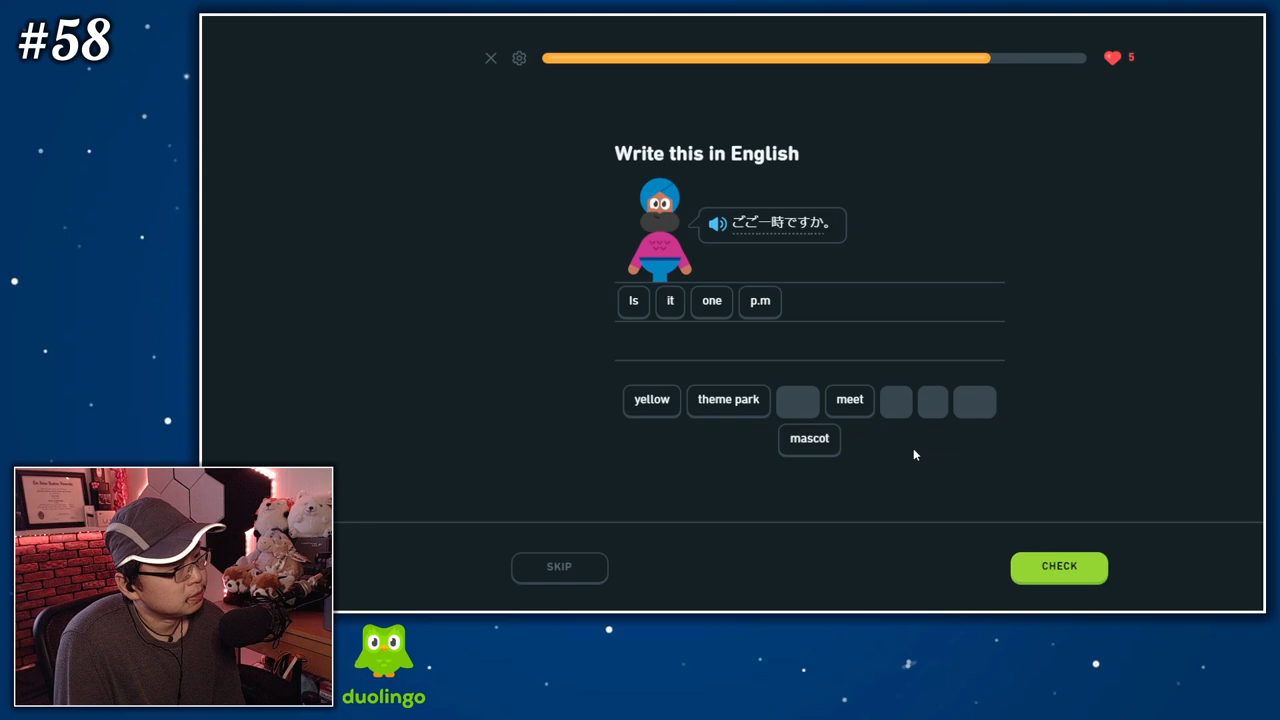 #58
5
Write this in English
ごご一時ですか。
Is it one p.m
yellow theme park meet
mascot
SKIP
CHECK
duolingo